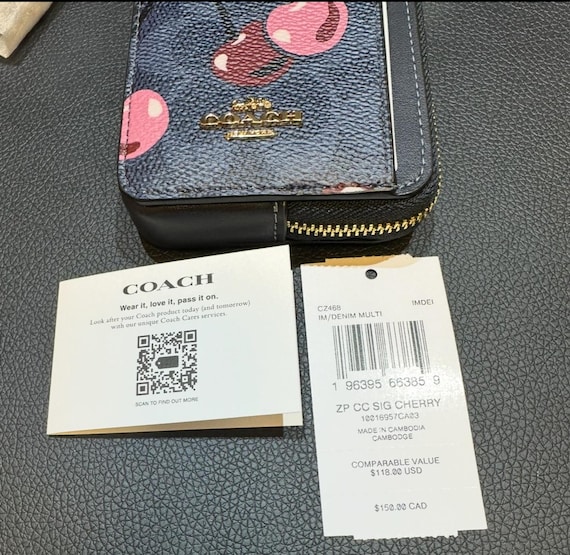 COACH
NEW YORK
COACH
Wear it, love it, pass it on.
Look after your Coach product today (and tomorrow)
with our unique Coach Cares services.
SCAN TO FIND OUT MORE
CZ468 IMDEI
IM/DENIM MULTI
1 96395 66385 9
ZP CC SIG CHERRY
10018957CA03
MADE IN CAMBODIA
CAMBODGE
COMPARABLE VALUE
$118.00 USD
$150.00 CAD